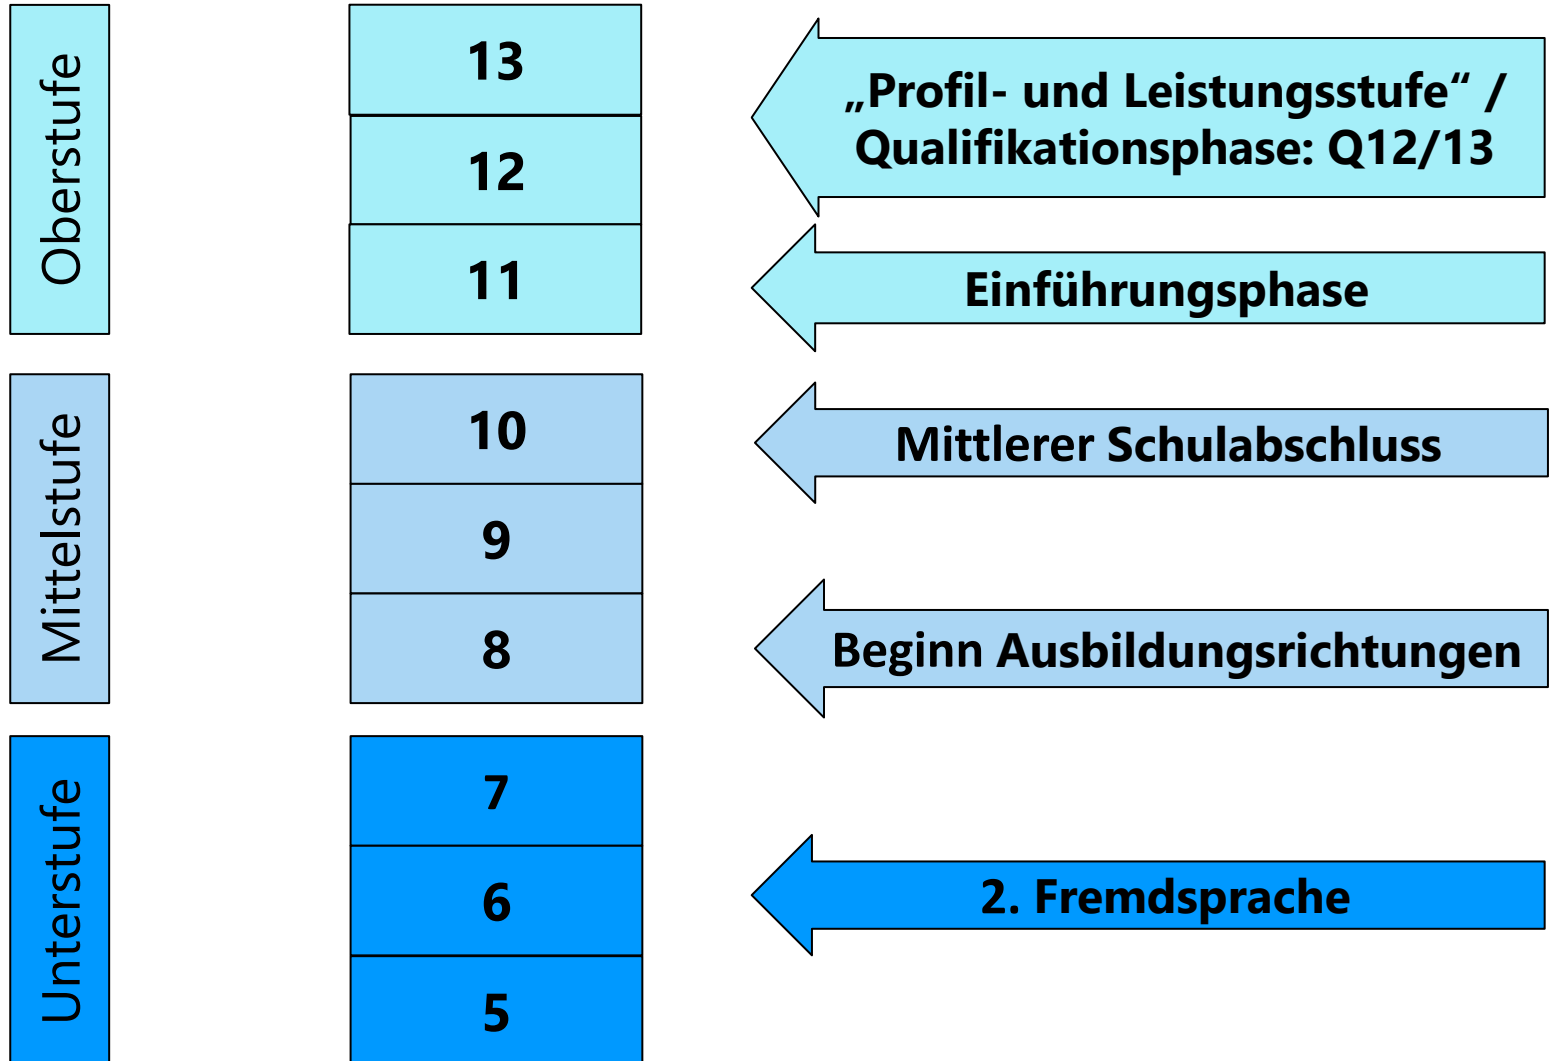 Oberstufe
13
12
11
„Profil- und Leistungsstufe“ /
Qualifikationsphase: Q12/13
Einführungsphase
Mittelstufe
10
9
8
Mittlerer Schulabschluss
Beginn Ausbildungsrichtungen
Unterstufe
7
6
5
2. Fremdsprache